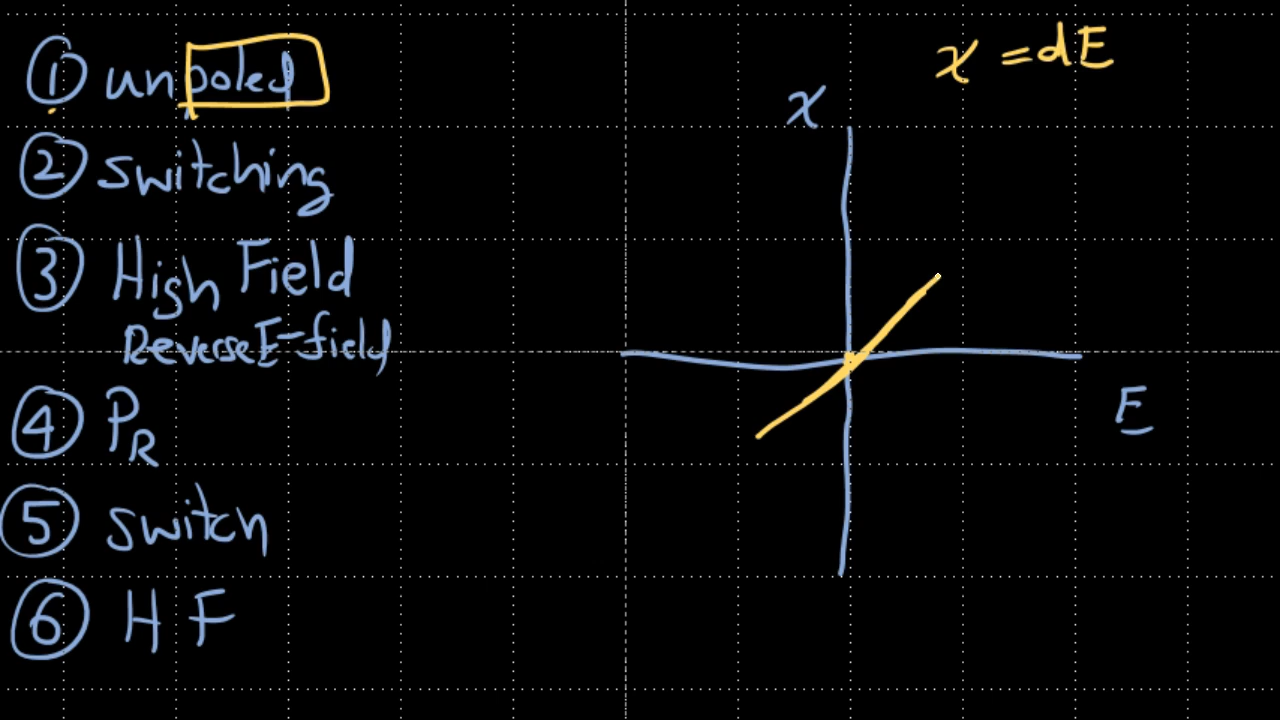 ① unpoled
② switching
③ High Field
Reverse E-field
④ P_R
⑤ switch
⑥ H F
x = dE
x
E